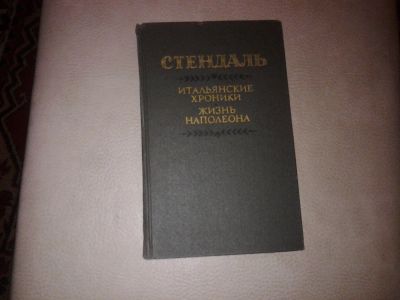 СТЕНДАЛЬ
ИТАЛЬЯНСКИЕ
ХРОНИКИ
ЖИЗНЬ
НАПОЛЕОНА